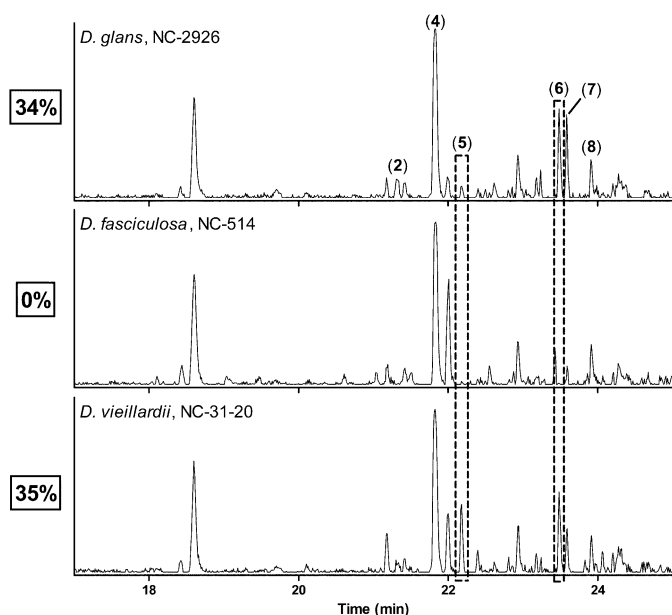 D. glans, NC-2926
(4)
34%
(2)
(5)
(6)
(7)
(8)
D. fasciculosa, NC-514
0%
D. vieillardii, NC-31-20
35%
18 20 22 24
Time (min)